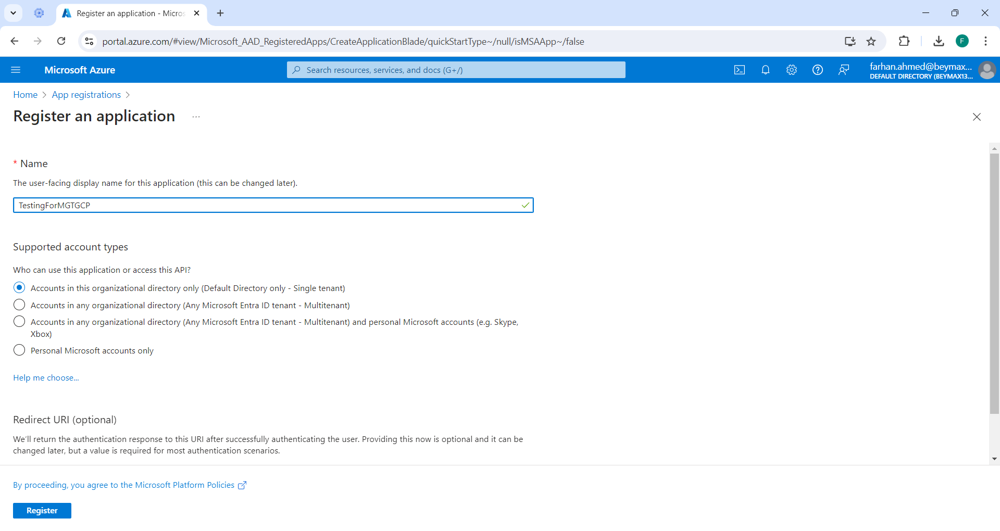 Register an application - Micros
portal.azure.com/#view/Microsoft_AAD_RegisteredApps/CreateApplicationBlade/quickStartType~/null/isMSAApp~/false
F
Microsoft Azure
Search resources, services, and docs (G+/)
farhan.ahmed@beymax...
DEFAULT DIRECTORY (BEYMAX13...
Home > App registrations >
Register an application ...
* Name
The user-facing display name for this application (this can be changed later).
TestingForMGTGCP
Supported account types
Who can use this application or access this API?
Accounts in this organizational directory only (Default Directory only - Single tenant)
Accounts in any organizational directory (Any Microsoft Entra ID tenant - Multitenant)
Accounts in any organizational directory (Any Microsoft Entra ID tenant - Multitenant) and personal Microsoft accounts (e.g. Skype,
Xbox)
Personal Microsoft accounts only
Help me choose...
Redirect URI (optional)
We'll return the authentication response to this URI after successfully authenticating the user. Providing this now is optional and it can be
changed later, but a value is required for most authentication scenarios.
By proceeding, you agree to the Microsoft Platform Policies
Register